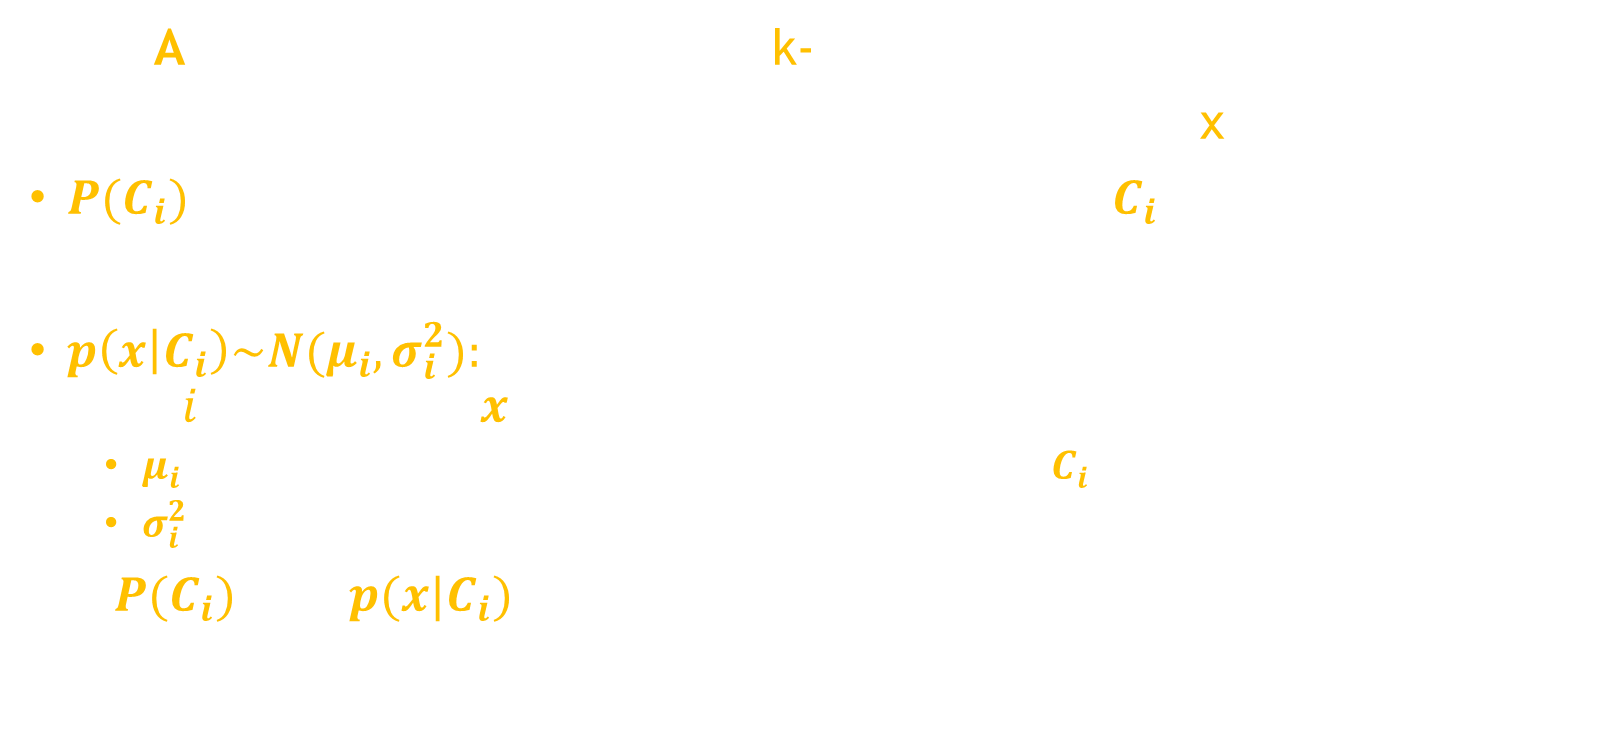 A k-
x
• P(C_i) C_i
• p(x|C_i)~N(μ_i, σ_i^2):
i x
• μ_i C_i
• σ_i^2
P(C_i) p(x|C_i)